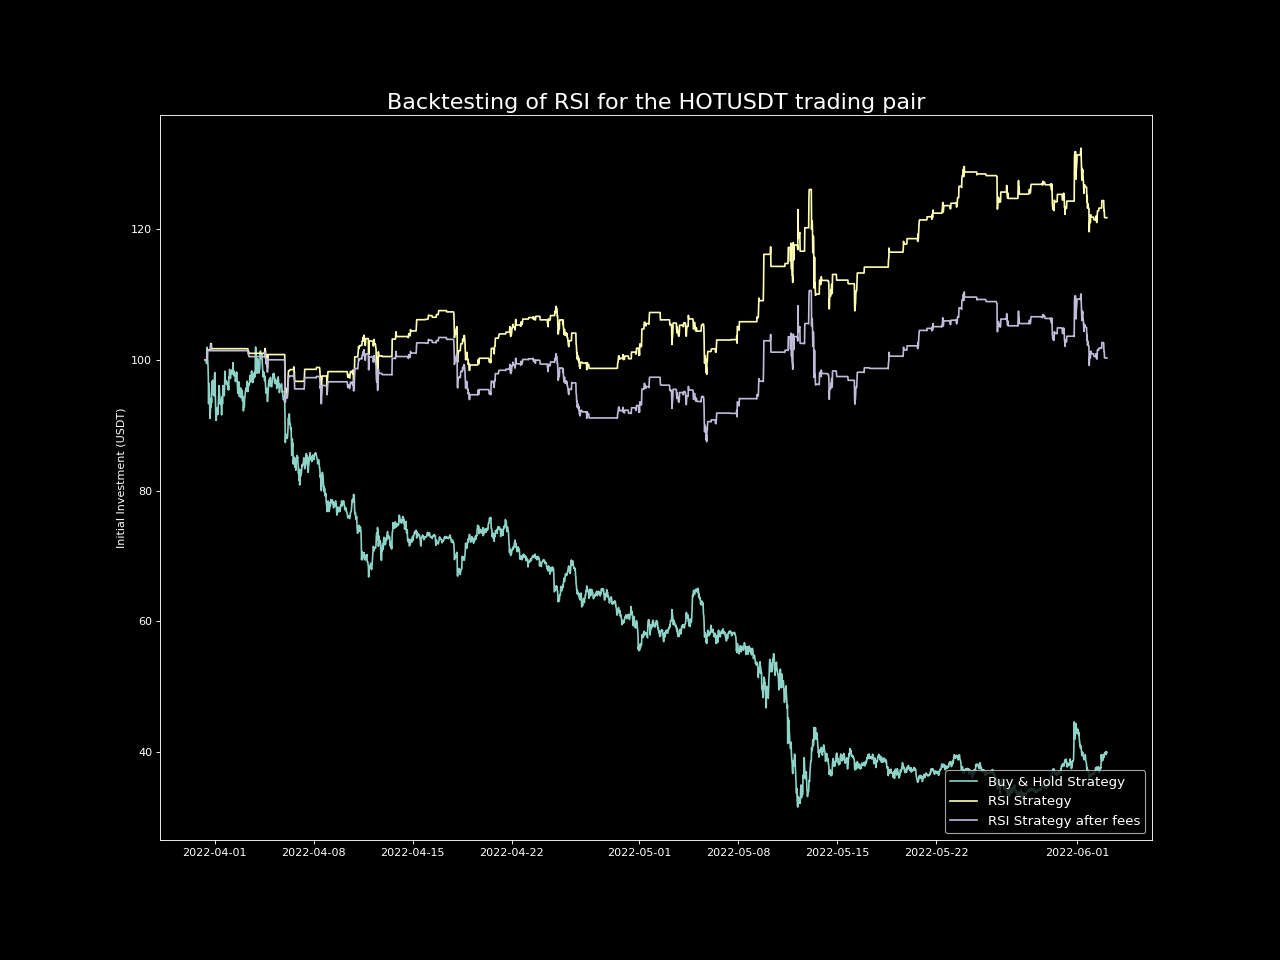 Backtesting of RSI for the HOTUSDT trading pair
Initial Investment (USDT)
120
100
80
60
40
2022-04-01 2022-04-08 2022-04-15 2022-04-22 2022-05-01 2022-05-08 2022-05-15 2022-05-22 2022-06-01
Buy & Hold Strategy
RSI Strategy
RSI Strategy after fees